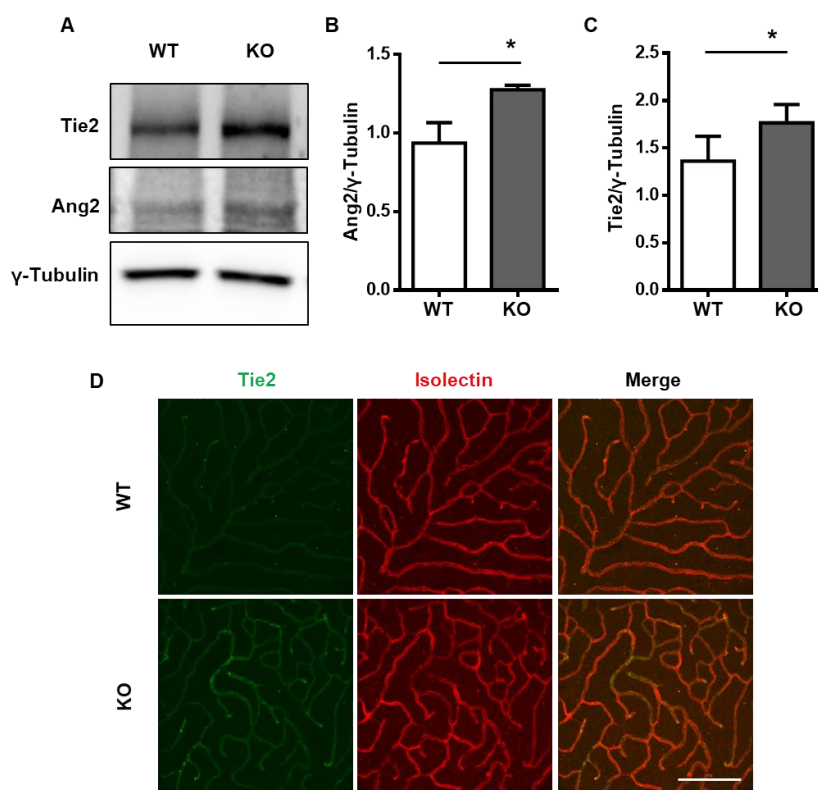 A
WT KO
Tie2
Ang2
γ-Tubulin
B
*
Ang2/γ-Tubulin
1.5
1.0
0.5
0.0
WT KO
C
*
Tie2/γ-Tubulin
2.5
2.0
1.5
1.0
0.5
0.0
WT KO
D
Tie2 Isolectin Merge
WT
KO